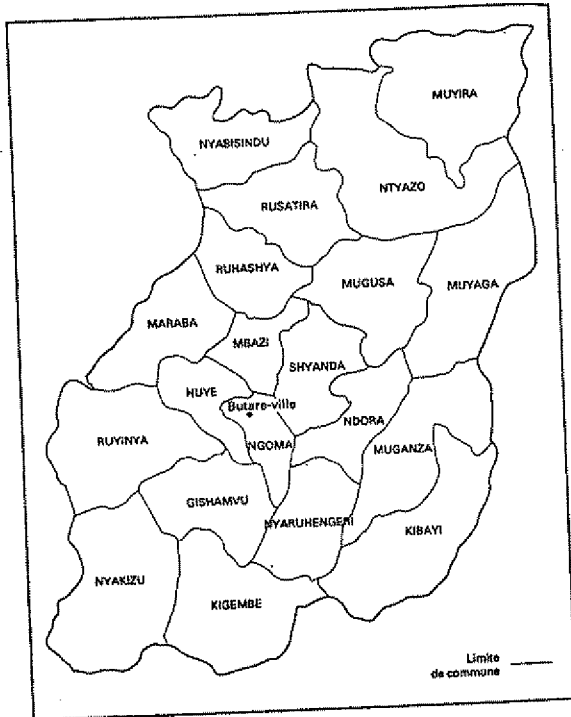 MUYIRA
NYABISINDU
NTYAZO
RUSATIRA
RUHASHYA
MUGUSA
MUYAGA
MARABA
MBAZI
SHYANDA
HUYE
Butare-ville
NDORA
RUYINYA
NGOMA
MUGANZA
GISHAMVU
NYARUHENGERI
KIBAYI
NYAKIZU
KIGEMBE
Limite
de commune